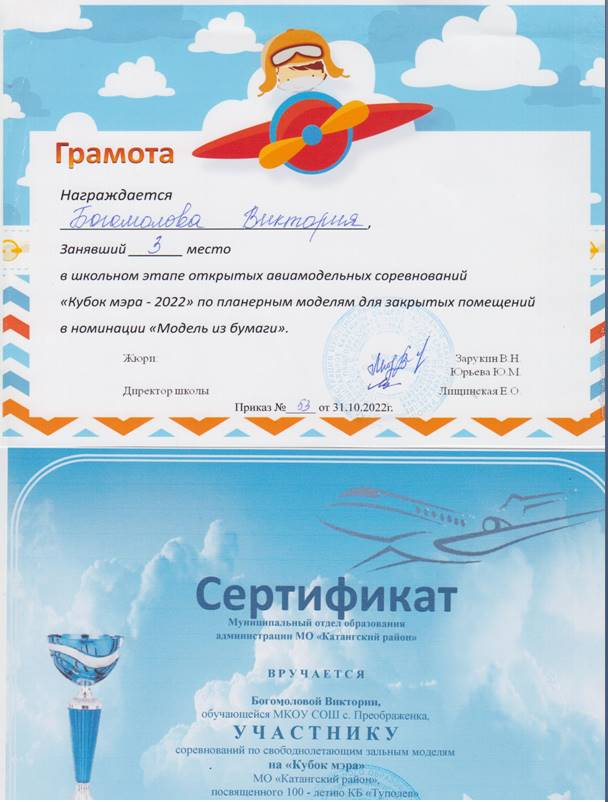 Грамота
Награждается
Богомолова Виктория,
Занявший 3 место
в школьном этапе открытых авиамодельных соревнований
«Кубок мэра - 2022» по планерным моделям для закрытых помещений
в номинации «Модель из бумаги».
Жюри: Зарукин В.Н.
Юрьева Ю.М.
Директор школы Липщинская Е.О.
Приказ № 53 от 31.10.2022г.
Сертификат
Муниципальный отдел образования
администрации МО «Катангский район»
ВРУЧАЕТСЯ
Богомоловой Виктории,
обучающейся МКОУ СОШ с. Преображенка,
УЧАСТНИКУ
соревнований по свободнолетающим зальным моделям
на «Кубок мэра»
МО «Катангский район»,
посвященного 100 - летию КБ «Туполев»